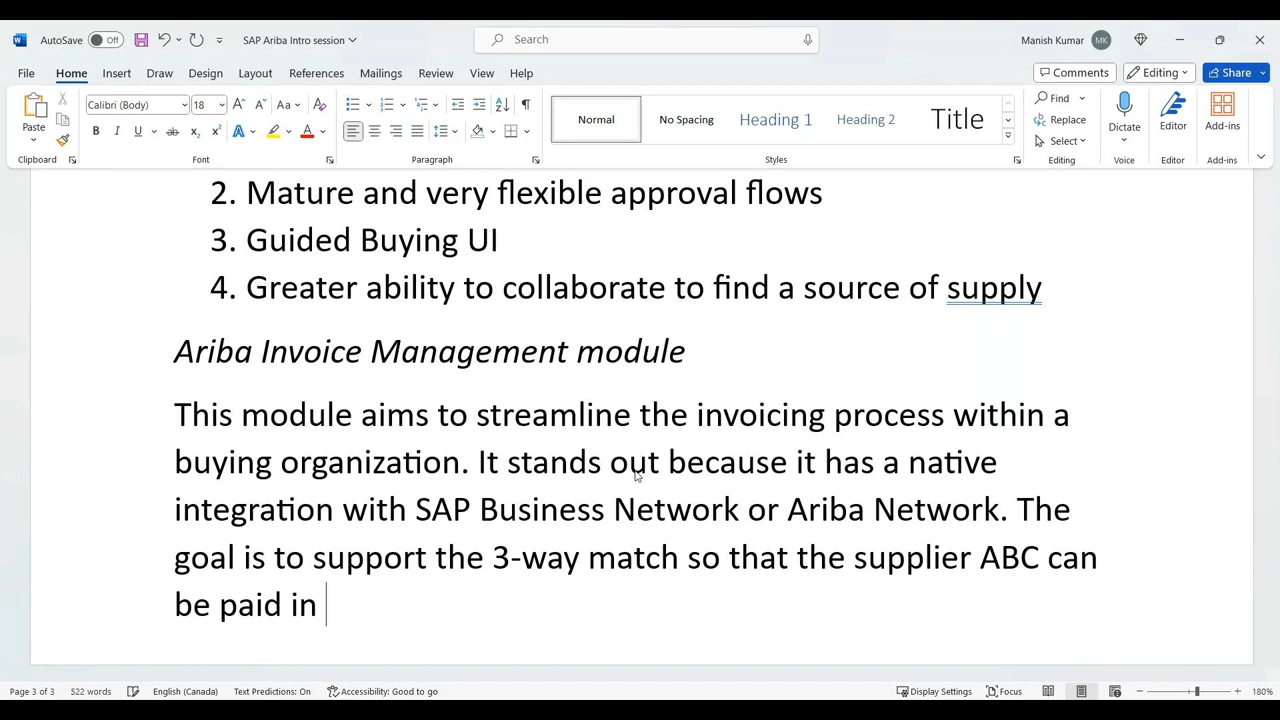 AutoSave Off SAP Ariba Intro session Search Manish Kumar MK
File Home Insert Draw Design Layout References Mailings Review View Help Comments Editing Share
Paste Calibri (Body) 18 Aa Normal No Spacing Heading 1 Heading 2 Title Find Replace Select Dictate Editor Add-ins
B I U ab x₂ x² A A
Clipboard Font Paragraph Styles Editing Voice Editor Add-ins
2. Mature and very flexible approval flows
3. Guided Buying UI
4. Greater ability to collaborate to find a source of supply
Ariba Invoice Management module
This module aims to streamline the invoicing process within a
buying organization. It stands out because it has a native
integration with SAP Business Network or Ariba Network. The
goal is to support the 3-way match so that the supplier ABC can
be paid in
Page 3 of 3 522 words English (Canada) Text Predictions: On Accessibility: Good to go Display Settings Focus 180%